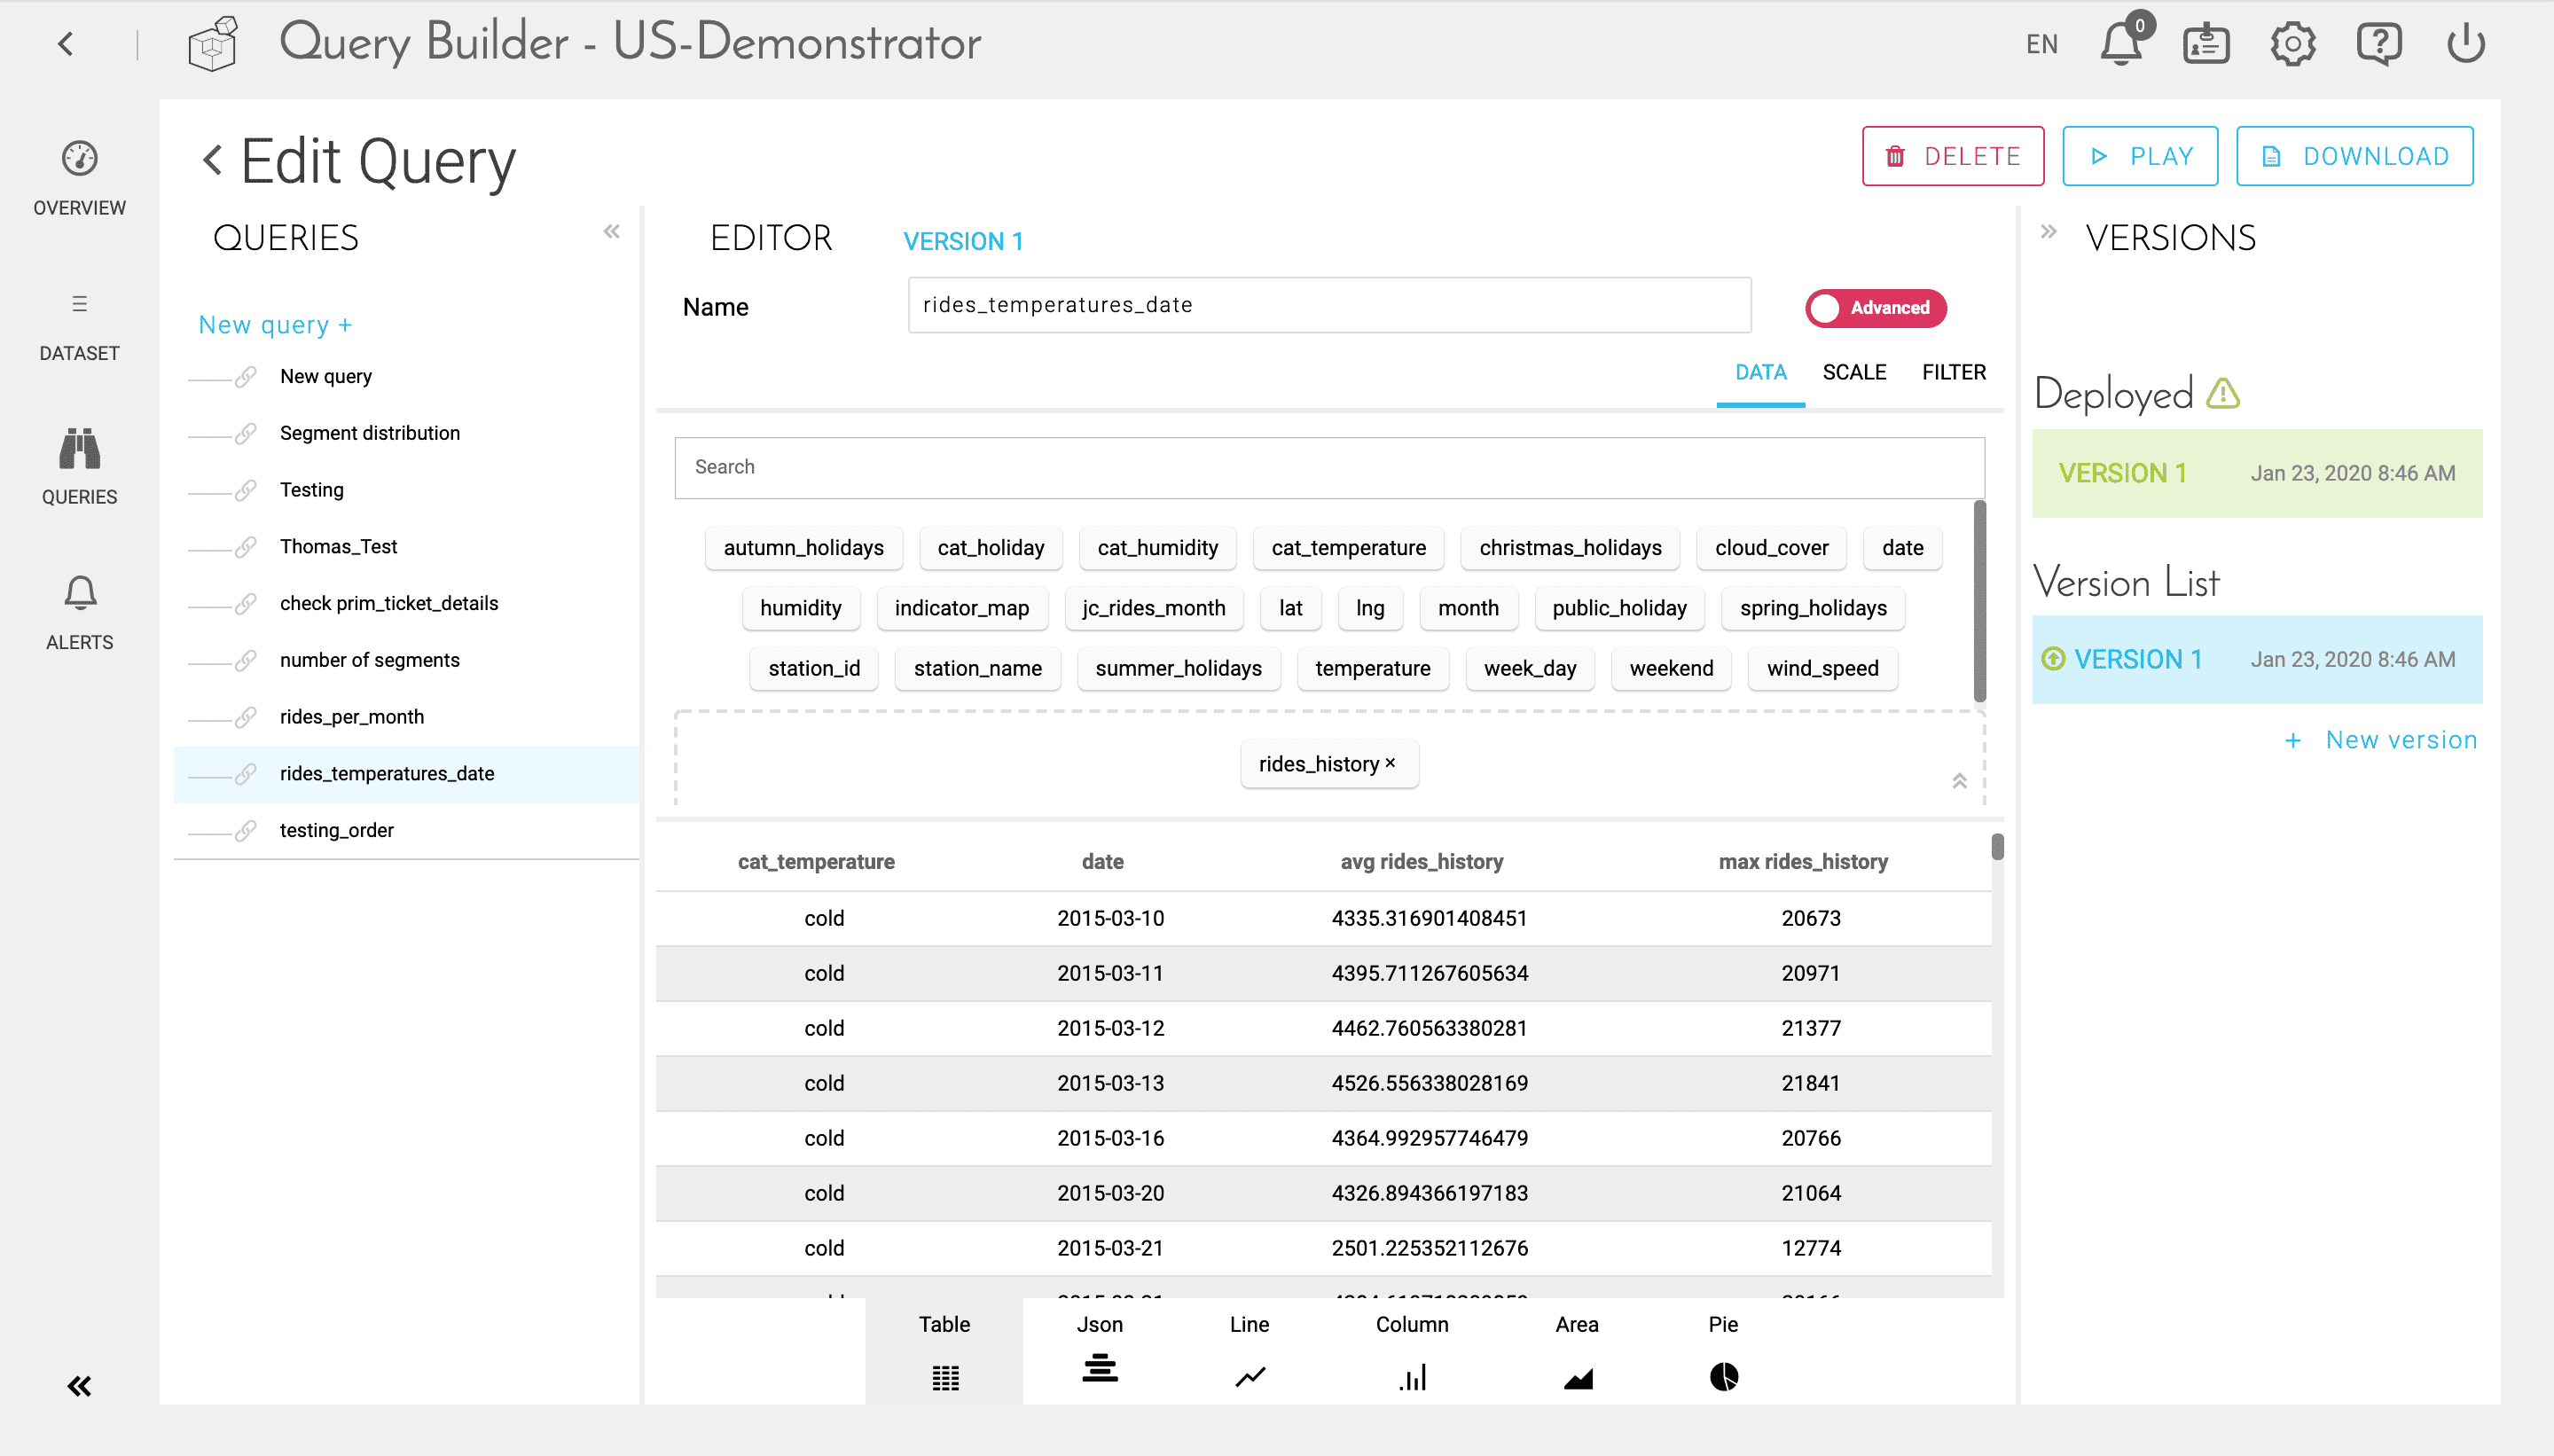 Query Builder - US-Demonstrator
EN
0
OVERVIEW
DATASET
QUERIES
ALERTS
Edit Query
DELETE
PLAY
DOWNLOAD
QUERIES
New query +
New query
Segment distribution
Testing
Thomas_Test
check prim_ticket_details
number of segments
rides_per_month
rides_temperatures_date
testing_order
EDITOR VERSION 1
Name rides_temperatures_date Advanced
DATA SCALE FILTER
Search
autumn_holidays cat_holiday cat_humidity cat_temperature christmas_holidays cloud_cover date
humidity indicator_map jc_rides_month lat lng month public_holiday spring_holidays
station_id station_name summer_holidays temperature week_day weekend wind_speed
rides_history ×
cat_temperature date avg rides_history max rides_history
cold 2015-03-10 4335.316901408451 20673
cold 2015-03-11 4395.711267605634 20971
cold 2015-03-12 4462.760563380281 21377
cold 2015-03-13 4526.556338028169 21841
cold 2015-03-16 4364.992957746479 20766
cold 2015-03-20 4326.894366197183 21064
cold 2015-03-21 2501.225352112676 12774
Table Json Line Column Area Pie
VERSIONS
Deployed
VERSION 1 Jan 23, 2020 8:46 AM
Version List
VERSION 1 Jan 23, 2020 8:46 AM
+ New version